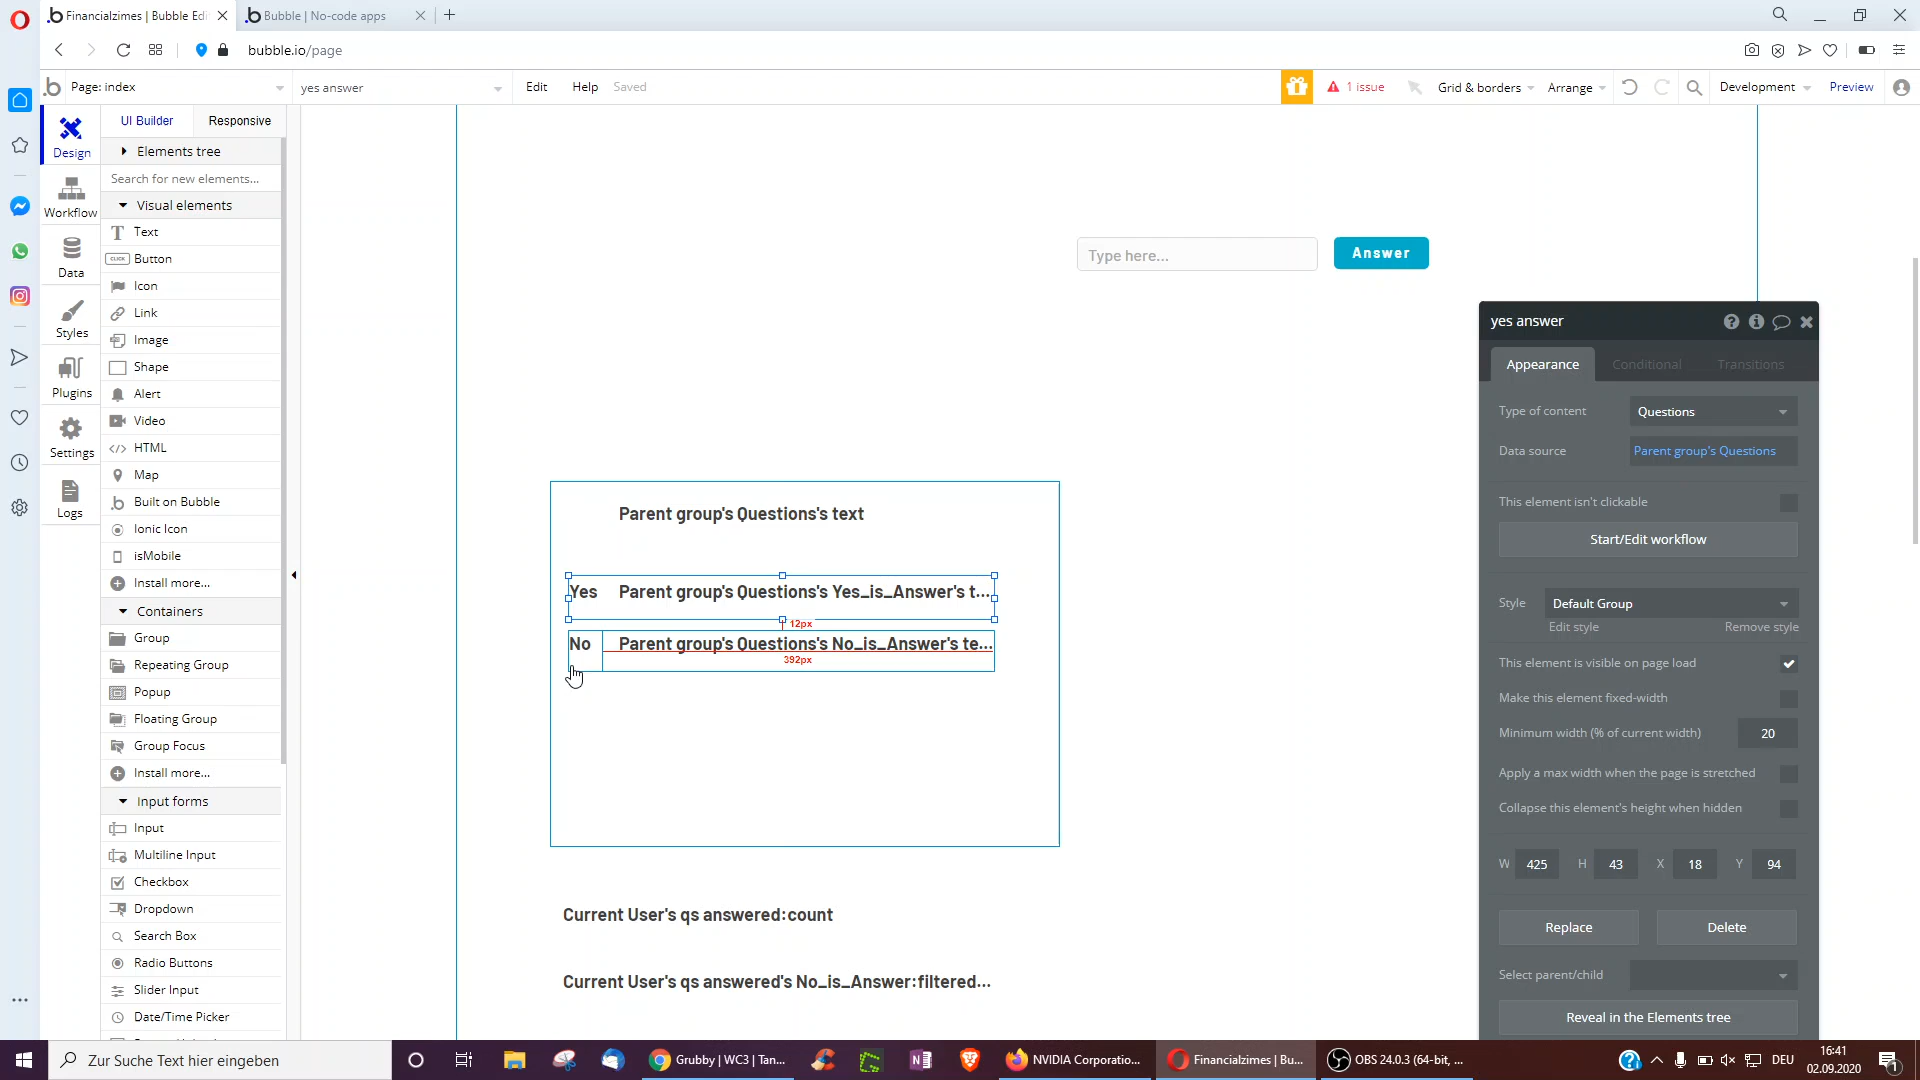 Financialzimes | Bubble Edi
Bubble | No-code apps
bubble.io/page
Page: index
yes answer
Edit
Help
Saved
1 issue
Grid & borders
Arrange
Development
Preview
Design
Workflow
Data
Styles
Plugins
Settings
Logs
UI Builder
Responsive
Elements tree
Search for new elements...
Visual elements
Text
CLICK
Button
Icon
Link
Image
Shape
Alert
Video
HTML
Map
Built on Bubble
Ionic Icon
isMobile
Install more...
Containers
Group
Repeating Group
Popup
Floating Group
Group Focus
Install more...
Input forms
Input
Multiline Input
Checkbox
Dropdown
Search Box
Radio Buttons
Slider Input
Date/Time Picker
Type here...
Answer
Parent group's Questions's text
Yes Parent group's Questions's Yes_is_Answer's t...
12px
No Parent group's Questions's No_is_Answer's te...
392px
Current User's qs answered:count
Current User's qs answered's No_is_Answer:filtered...
yes answer
Appearance
Conditional
Transitions
Type of content
Questions
Data source
Parent group's Questions
This element isn't clickable
Start/Edit workflow
Style
Default Group
Edit style
Remove style
This element is visible on page load
Make this element fixed-width
Minimum width (% of current width)
20
Apply a max width when the page is stretched
Collapse this element's height when hidden
W 425 H 43 X 18 Y 94
Replace
Delete
Select parent/child
Reveal in the Elements tree
Zur Suche Text hier eingeben
Grubby | WC3 | Tan...
NVIDIA Corporatio...
Financialzimes | Bu...
OBS 24.0.3 (64-bit, ...
DEU
16:41
02.09.2020
1